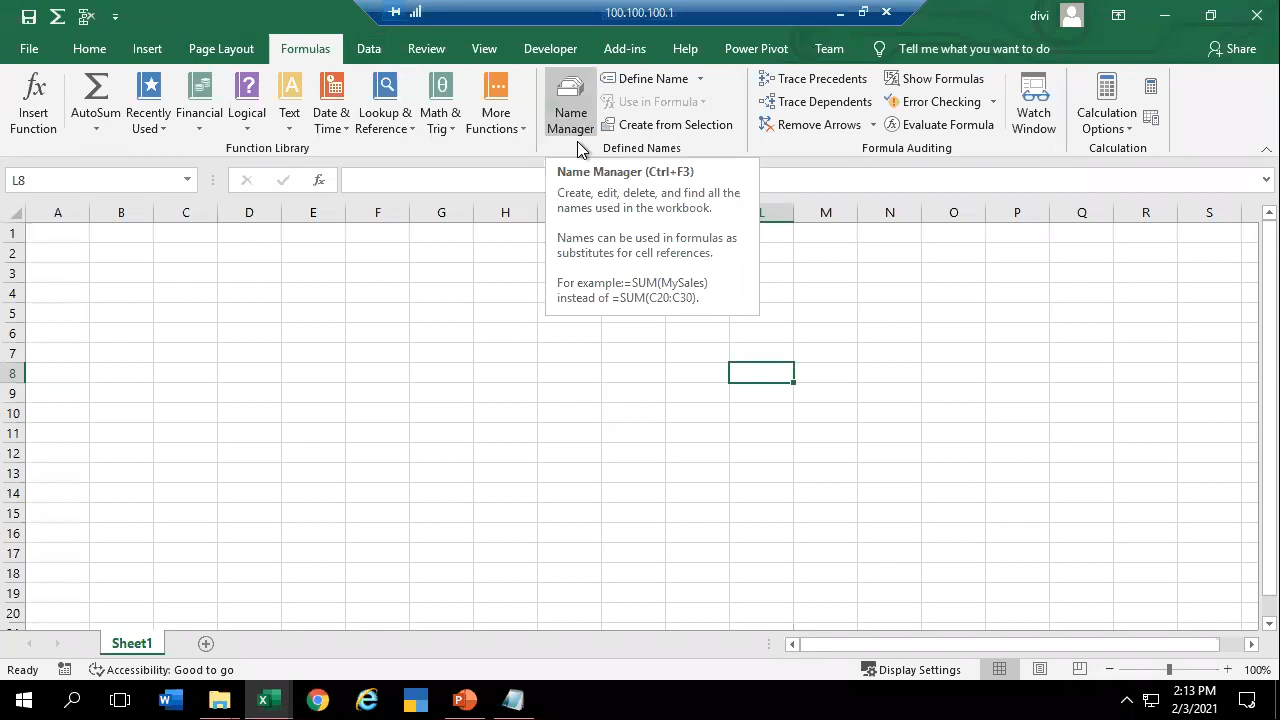 100.100.100.1
divi
File Home Insert Page Layout Formulas Data Review View Developer Add-ins Help Power Pivot Team Tell me what you want to do Share
Insert Function
AutoSum
Recently Used
Financial
Logical
Text
Date & Time
Lookup & Reference
Math & Trig
More Functions
Function Library
Name Manager
Define Name
Use in Formula
Create from Selection
Defined Names
Trace Precedents
Trace Dependents
Remove Arrows
Show Formulas
Error Checking
Evaluate Formula
Formula Auditing
Watch Window
Calculation Options
Calculation
L8
fx
Name Manager (Ctrl+F3)
Create, edit, delete, and find all the
names used in the workbook.
Names can be used in formulas as
substitutes for cell references.
For example:=SUM(MySales)
instead of =SUM(C20:C30).
A B C D E F G H L M N O P Q R S
1
2
3
4
5
6
7
8
9
10
11
12
13
14
15
16
17
18
19
20
Sheet1
Ready Accessibility: Good to go Display Settings 100%
2:13 PM
2/3/2021